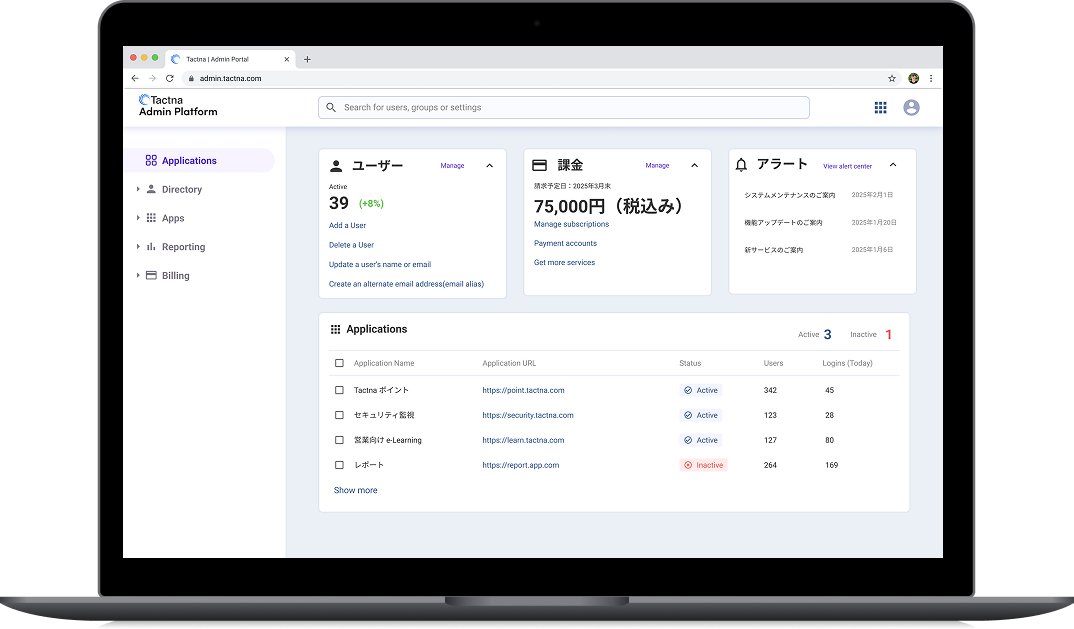 Tactna | Admin Portal
admin.tactna.com
Tactna
Admin Platform
Search for users, groups or settings
Applications
Directory
Apps
Reporting
Billing
ユーザー Manage
Active
39 (+8%)
Add a User
Delete a User
Update a user's name or email
Create an alternate email address(email alias)
課金 Manage
請求予定日：2025年3月末
75,000円（税込み）
Manage subscriptions
Payment accounts
Get more services
アラート View alert center
システムメンテナンスのご案内 2025年2月1日
機能アップデートのご案内 2025年1月20日
新サービスのご案内 2025年1月6日
Applications
Active 3 Inactive 1
Application Name Application URL Status Users Logins (Today)
Tactna ポイント https://point.tactna.com Active 342 45
セキュリティ監視 https://security.tactna.com Active 123 28
営業向け e-Learning https://learn.tactna.com Active 127 80
レポート https://report.app.com Inactive 264 169
Show more